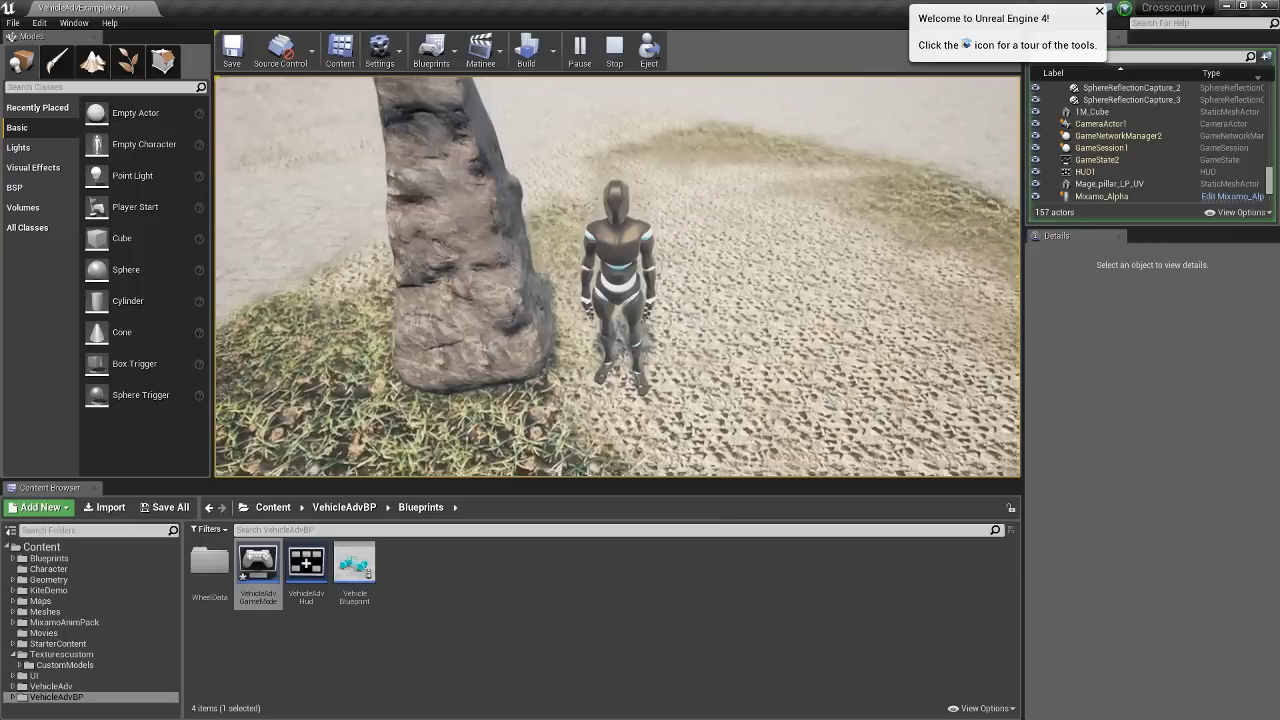 VehicleAdvExampleMap*
Crosscountry
File Edit Window
Welcome to Unreal Engine 4!
Click the icon for a tour of the tools.
Search For Help
Modes
Save
Source Control
Content
Settings
Blueprints
Matinee
Build
Pause
Stop
Eject
Search Classes
Recently Placed
Basic
Lights
Visual Effects
BSP
Volumes
All Classes
Empty Actor
Empty Character
Point Light
Player Start
Cube
Sphere
Cylinder
Cone
Box Trigger
Sphere Trigger
Label Type
SphereReflectionCapture_2 SphereReflectionC
SphereReflectionCapture_3 SphereReflectionC
1M_Cube StaticMeshActor
CameraActor1 CameraActor
GameNetworkManager2 GameNetworkMar
GameSession1 GameSession
GameState2 GameState
HUD1 HUD
Mage_pillar_LP_UV StaticMeshActor
Mixamo_Alpha Edit Mixamo_Alp
157 actors View Options
Details
Select an object to view details.
Content Browser
Add New Import Save All Content VehicleAdvBP Blueprints
Search Folders
Filters Search VehicleAdvBP
Content
Blueprints
Character
Geometry
KiteDemo
Maps
Meshes
MixamoAnimPack
Movies
StarterContent
Texturescustom
CustomModels
UI
VehicleAdv
VehicleAdvBP
WheelData
VehicleAdv
GameMode
VehicleAdv
Hud
Vehicle
Blueprint
4 items (1 selected) View Options